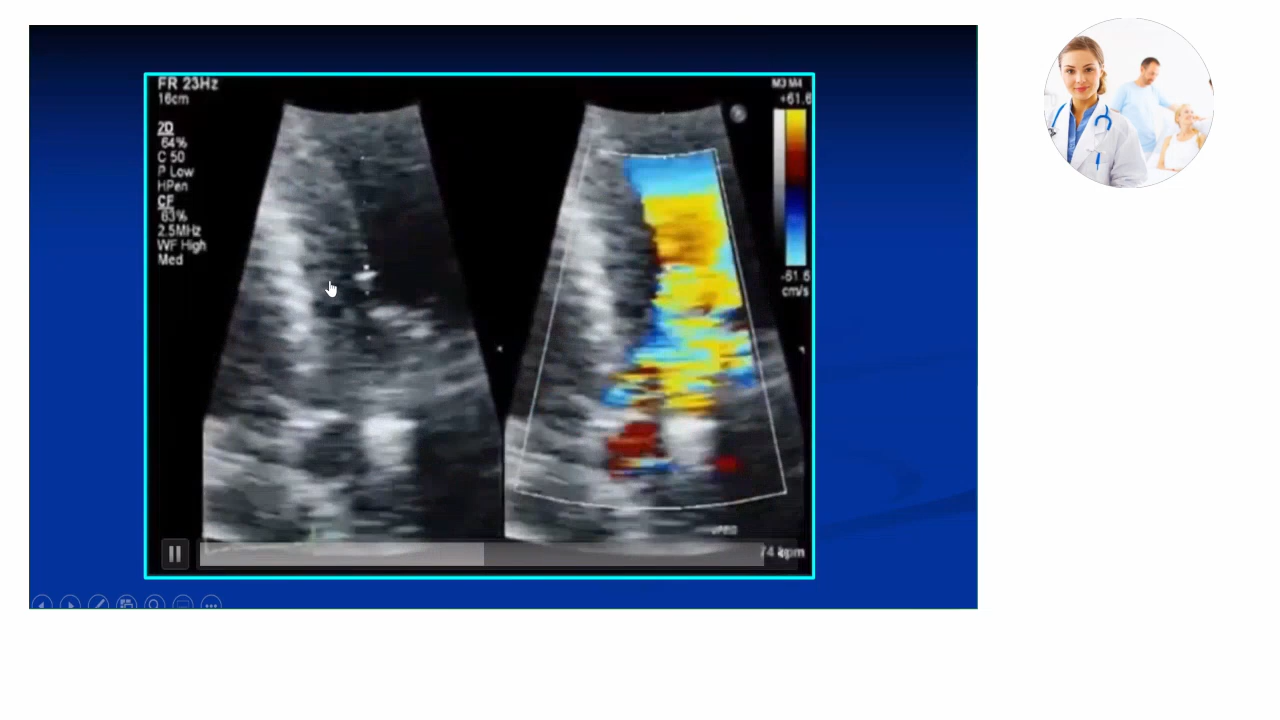 FR 23Hz
16cm
2D
64%
C 50
P Low
HPen
CF
63%
2.5MHz
WF High
Med
M3 M4
+61.6
-61.6
cm/s
74 bpm